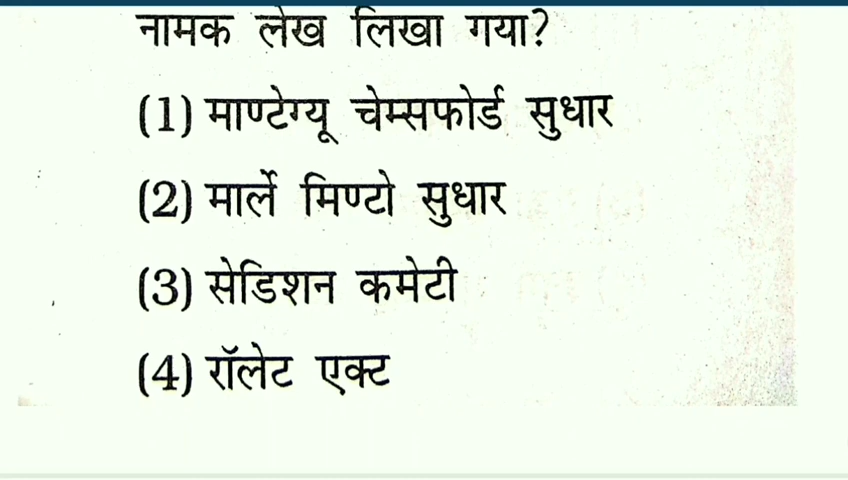 नामक लेख लिखा गया?
(1) माण्टेग्यू चेम्सफोर्ड सुधार
(2) मार्ले मिण्टो सुधार
(3) सेडिशन कमेटी
(4) रॉलेट एक्ट